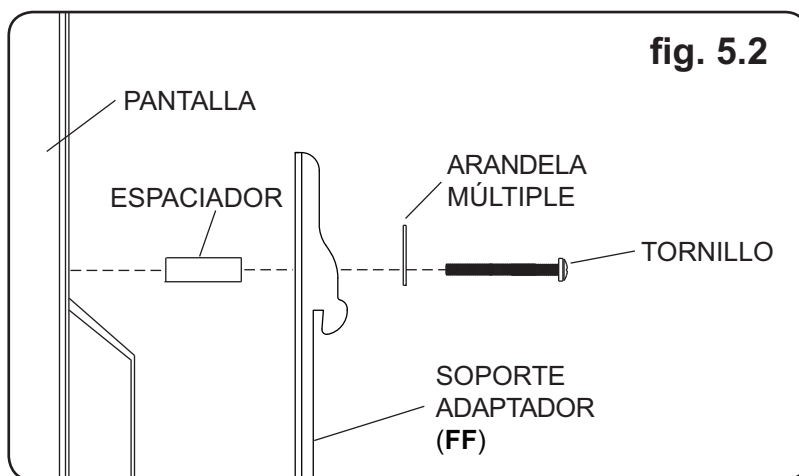 fig. 5.2
PANTALLA
ESPACIADOR
ARANDELA
MÚLTIPLE
TORNILLO
SOPORTE
ADAPTADOR
(FF)